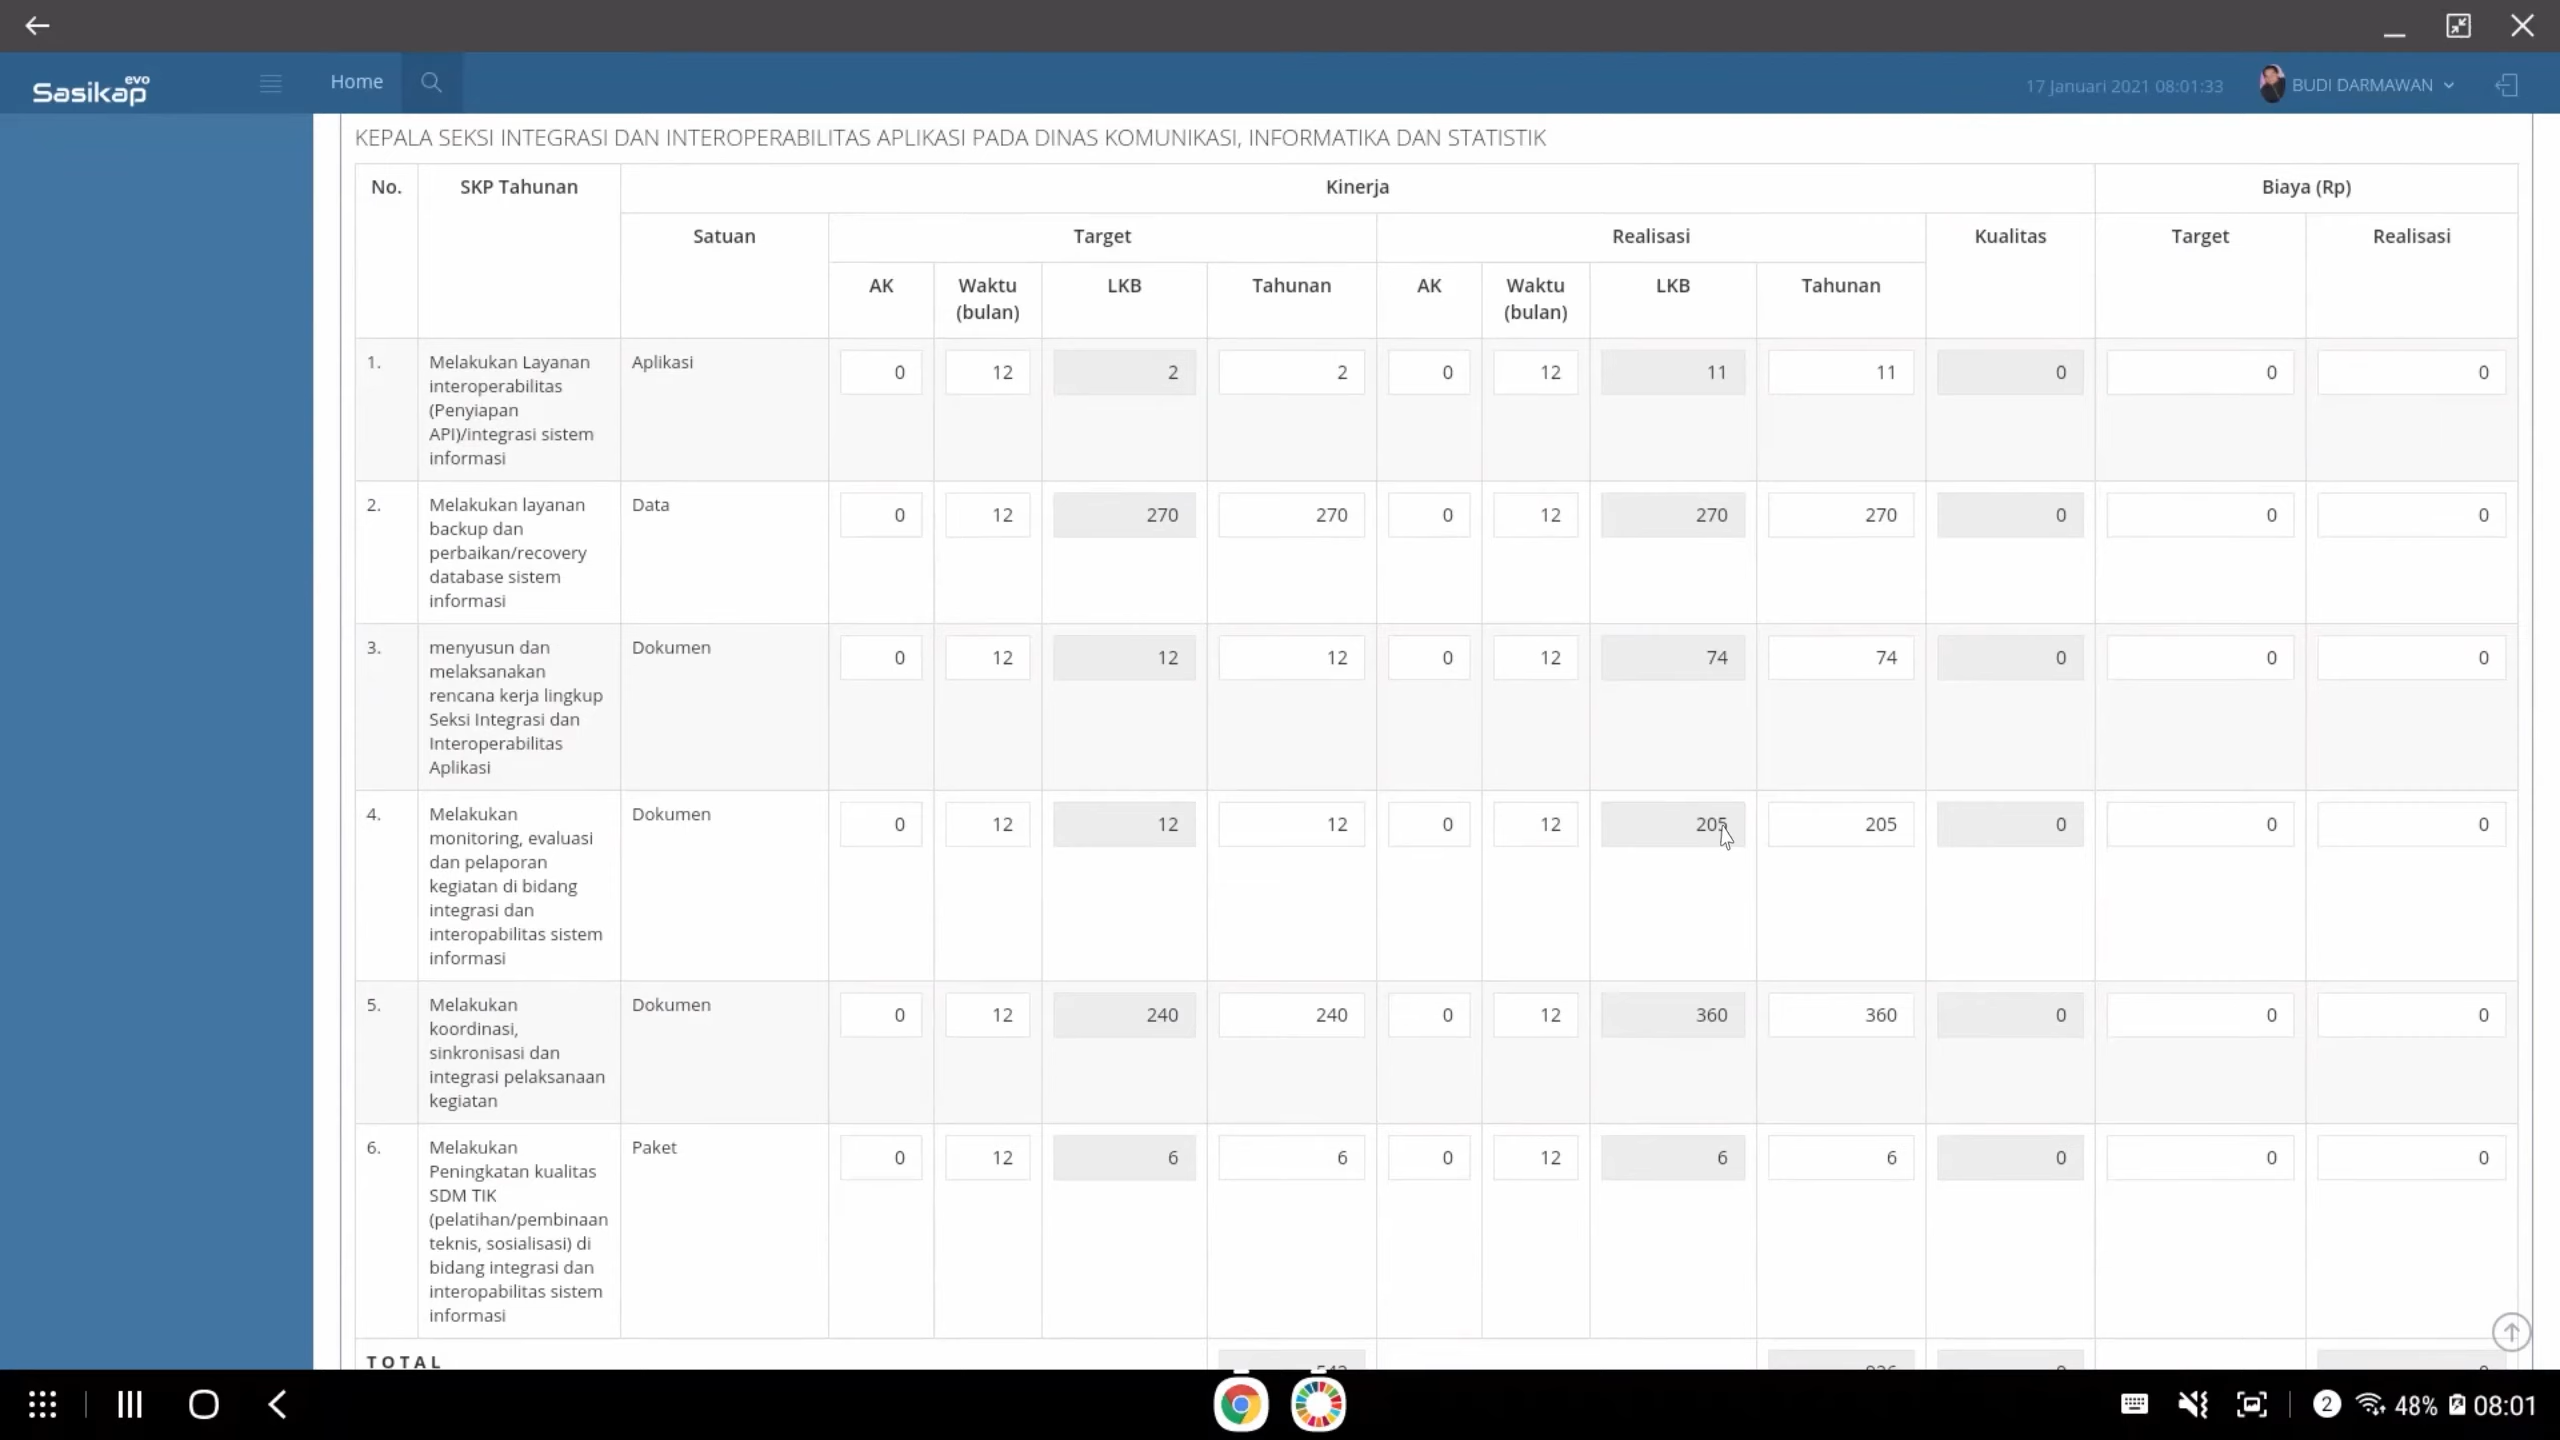 Sasikap evo
Home
17 Januari 2021 08:01:33
BUDI DARMAWAN
KEPALA SEKSI INTEGRASI DAN INTEROPERABILITAS APLIKASI PADA DINAS KOMUNIKASI, INFORMATIKA DAN STATISTIK
No. SKP Tahunan Kinerja Biaya (Rp)
Satuan Target Realisasi Kualitas Target Realisasi
AK Waktu LKB Tahunan AK Waktu LKB Tahunan
(bulan) (bulan)
1. Melakukan Layanan Aplikasi 0 12 2 2 0 12 11 11 0 0 0
interoperabilitas
(Penyiapan
API)/integrasi sistem
informasi
2. Melakukan layanan Data 0 12 270 270 0 12 270 270 0 0 0
backup dan
perbaikan/recovery
database sistem
informasi
3. menyusun dan Dokumen 0 12 12 12 0 12 74 74 0 0 0
melaksanakan
rencana kerja lingkup
Seksi Integrasi dan
Interoperabilitas
Aplikasi
4. Melakukan Dokumen 0 12 12 12 0 12 205 205 0 0 0
monitoring, evaluasi
dan pelaporan
kegiatan di bidang
integrasi dan
interopabilitas sistem
informasi
5. Melakukan Dokumen 0 12 240 240 0 12 360 360 0 0 0
koordinasi,
sinkronisasi dan
integrasi pelaksanaan
kegiatan
6. Melakukan Paket 0 12 6 6 0 12 6 6 0 0 0
Peningkatan kualitas
SDM TIK
(pelatihan/pembinaan
teknis, sosialisasi) di
bidang integrasi dan
interopabilitas sistem
informasi
TOTAL
2 48% 08:01